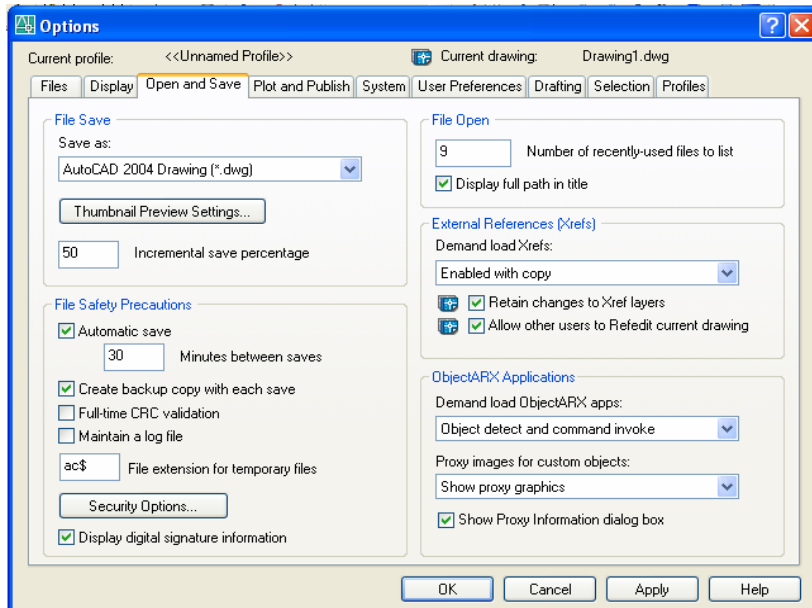 Options
Current profile: <<Unnamed Profile>> Current drawing: Drawing1.dwg
Files Display Open and Save Plot and Publish System User Preferences Drafting Selection Profiles
File Save
Save as:
AutoCAD 2004 Drawing (*.dwg)
Thumbnail Preview Settings...
50 Incremental save percentage
File Safety Precautions
Automatic save
30 Minutes between saves
Create backup copy with each save
Full-time CRC validation
Maintain a log file
ac$ File extension for temporary files
Security Options...
Display digital signature information
File Open
9 Number of recently-used files to list
Display full path in title
External References (Xrefs)
Demand load Xrefs:
Enabled with copy
Retain changes to Xref layers
Allow other users to Refedit current drawing
ObjectARX Applications
Demand load ObjectARX apps:
Object detect and command invoke
Proxy images for custom objects:
Show proxy graphics
Show Proxy Information dialog box
OK Cancel Apply Help